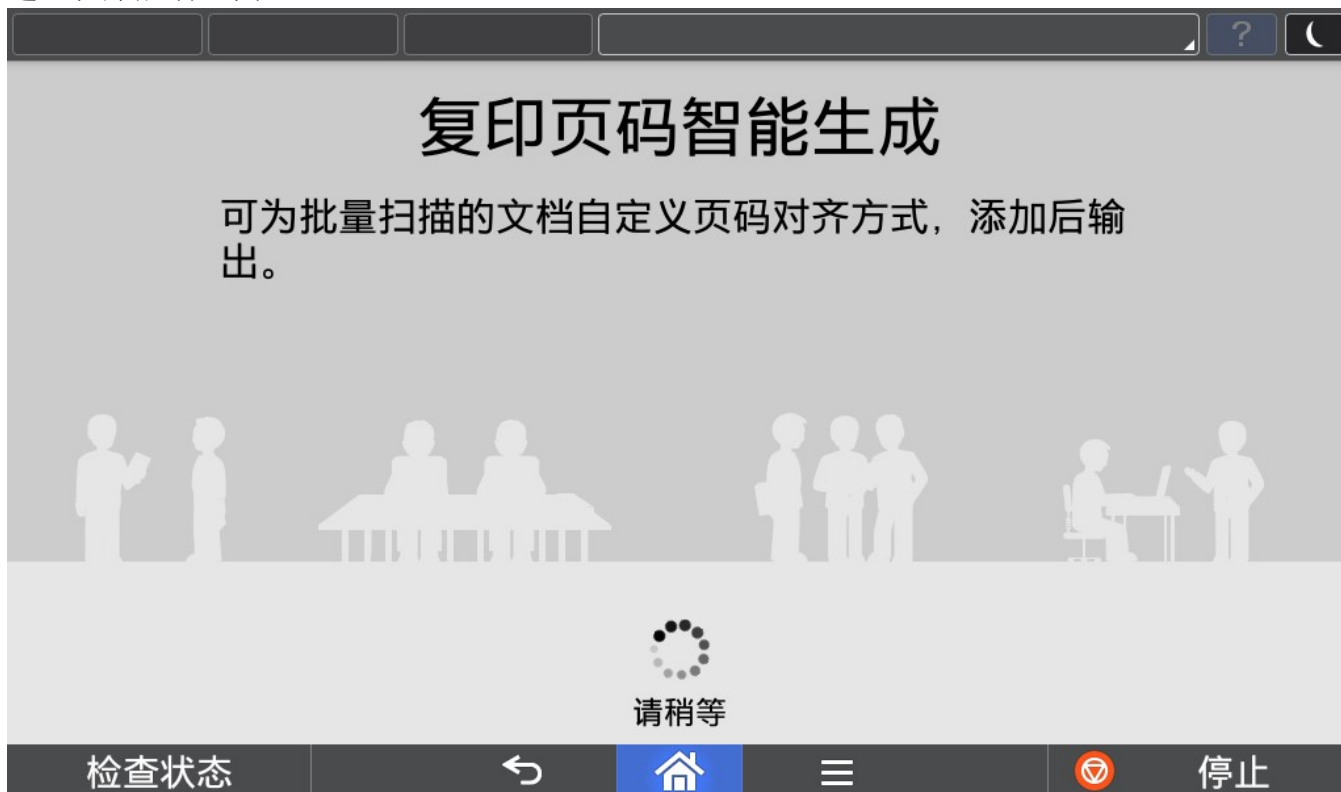 ?
复印页码智能生成
可为批量扫描的文档自定义页码对齐方式，添加后输
出。
请稍等
检查状态
停止